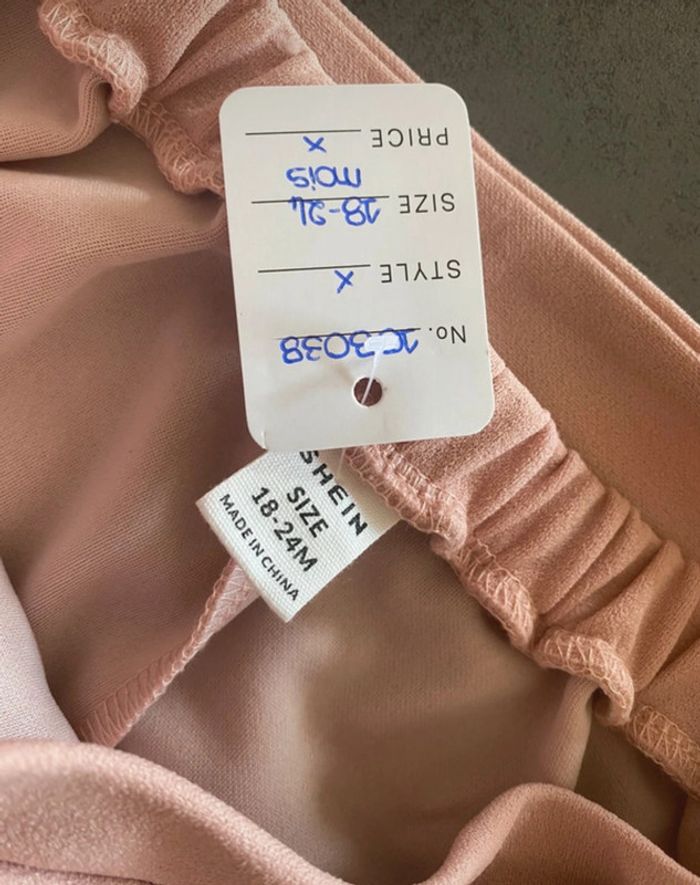 No. 1C3038
STYLE x
SIZE 18-24
mois
PRICE x
SHEIN
SIZE
18-24M
MADE IN CHINA